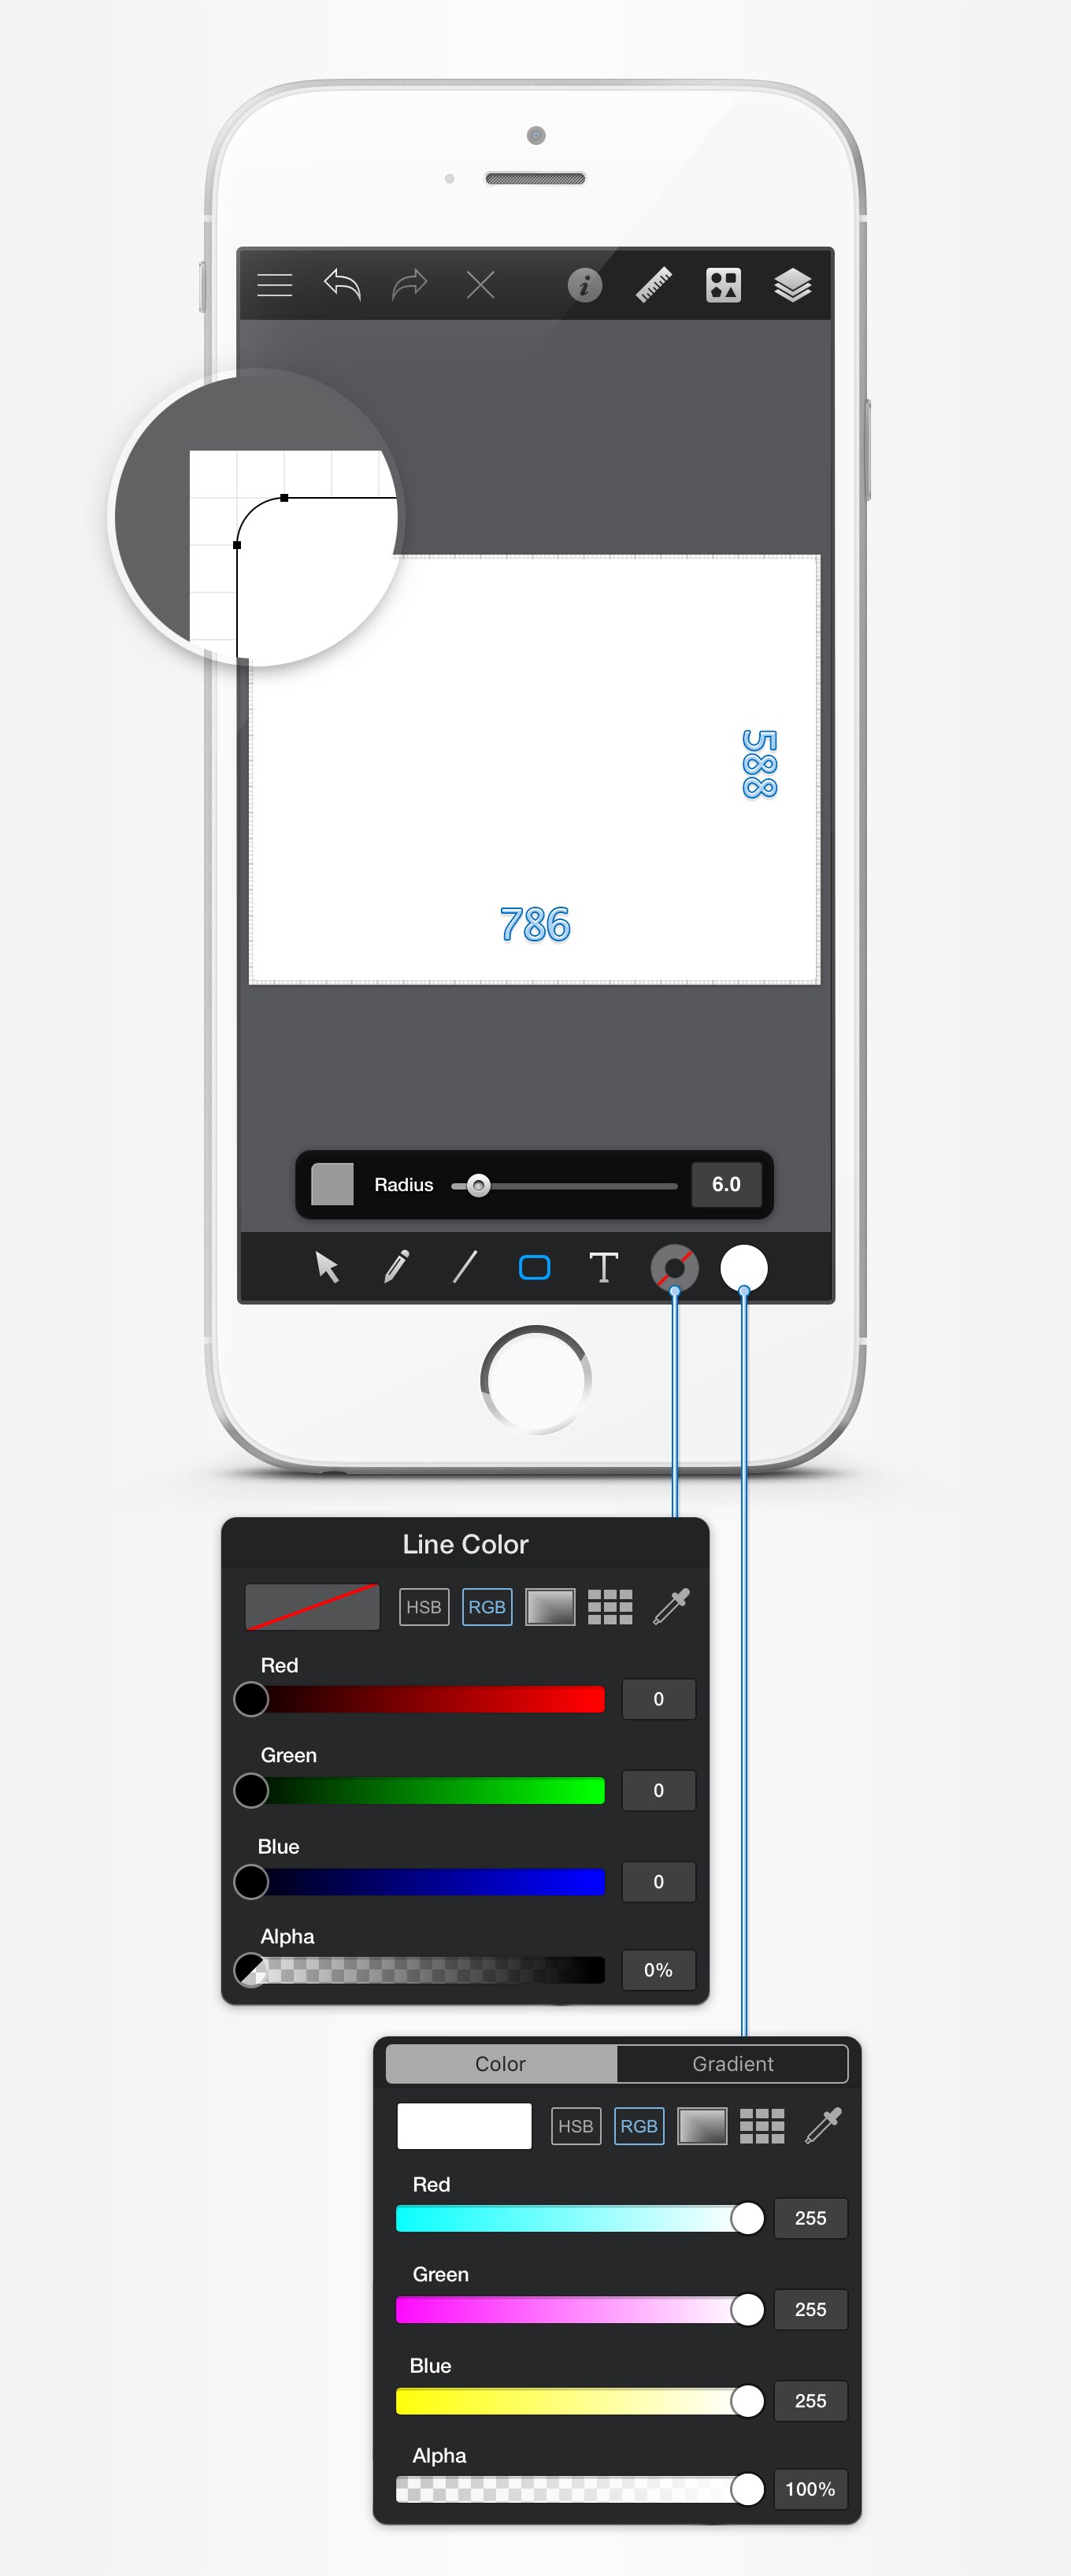 i
588
786
Radius
6.0
T
Line Color
HSB
RGB
Red
0
Green
0
Blue
0
Alpha
0%
Color
Gradient
HSB
RGB
Red
255
Green
255
Blue
255
Alpha
100%